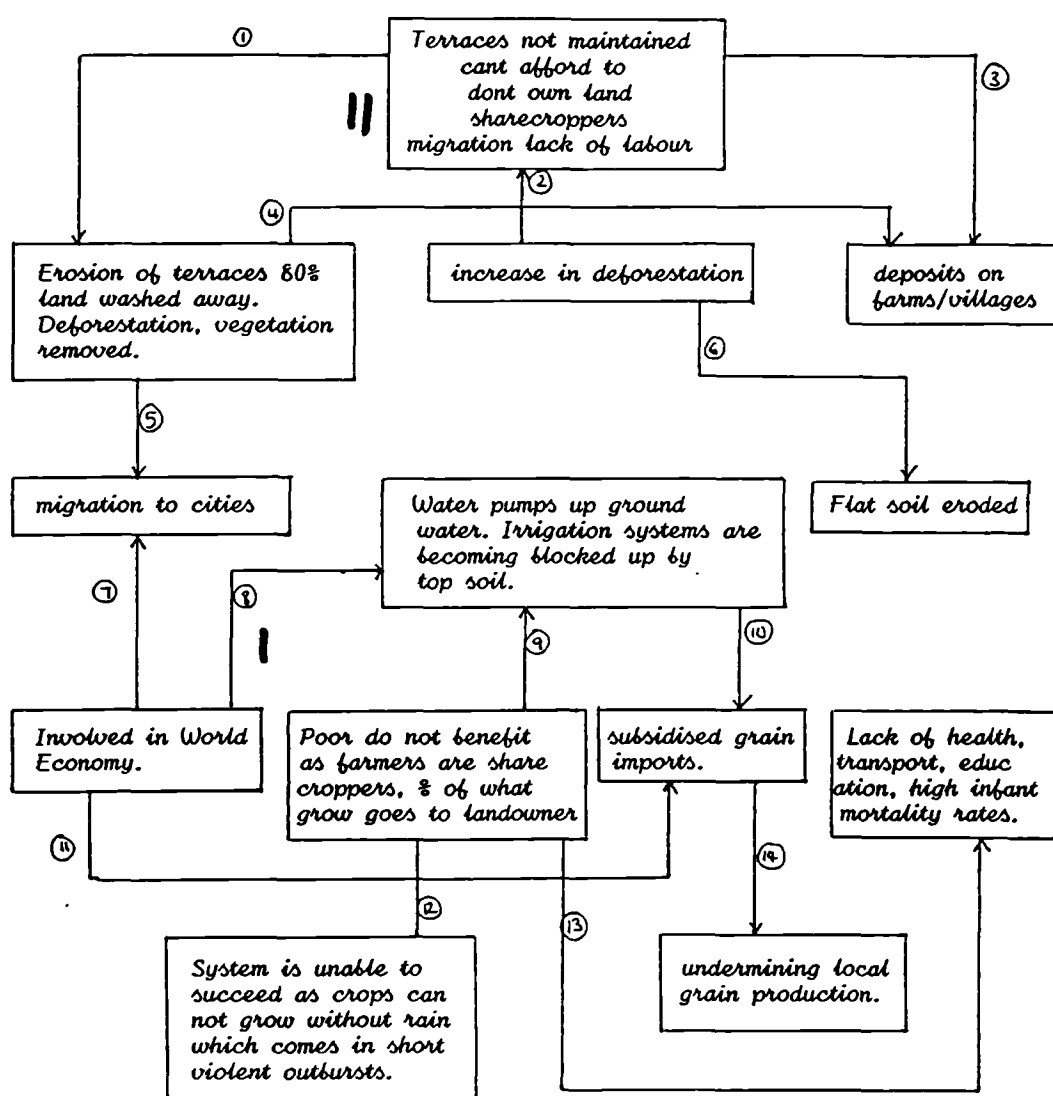 ①
Terraces not maintained
cant afford to
dont own land
sharecroppers
migration lack of labour
③
II
②
④
Erosion of terraces 80%
land washed away.
Deforestation, vegetation
removed.
increase in deforestation
deposits on
farms/villages
⑥
⑤
migration to cities
Water pumps up ground
water. Irrigation systems are
becoming blocked up by
top soil.
Flat soil eroded
⑦
⑧
I
⑨
⑩
Involved in World
Economy.
Poor do not benefit
as farmers are share
croppers, % of what
grow goes to landowner
subsidised grain
imports.
Lack of health,
transport, educ
ation, high infant
mortality rates.
⑪
⑫
⑬
⑭
System is unable to
succeed as crops can
not grow without rain
which comes in short
violent outbursts.
undermining local
grain production.